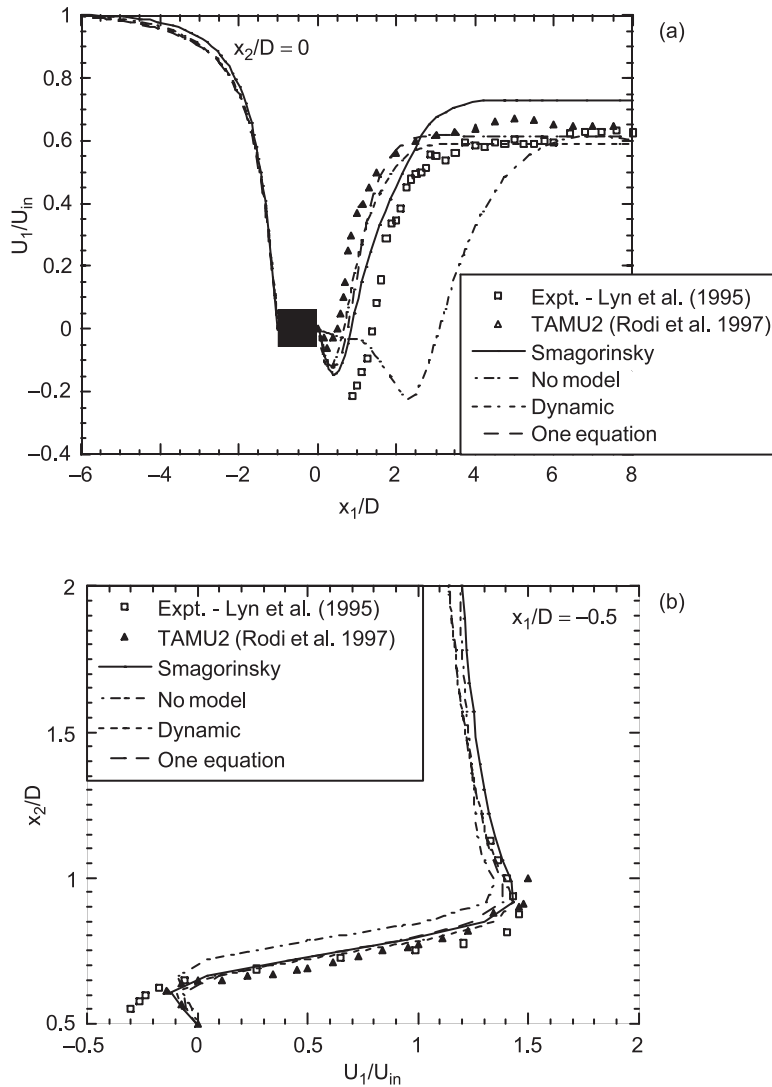 (a)
x2/D = 0
1
0.8
0.6
0.4
0.2
0
−0.2
−0.4
U1/Uin
−6
−4
−2
0
2
4
6
8
x1/D
Expt. - Lyn et al. (1995)
TAMU2 (Rodi et al. 1997)
Smagorinsky
No model
Dynamic
One equation
(b)
x1/D = −0.5
Expt. - Lyn et al. (1995)
TAMU2 (Rodi et al. 1997)
Smagorinsky
No model
Dynamic
One equation
2
1.5
1
0.5
x2/D
−0.5
0
0.5
1
1.5
2
U1/Uin